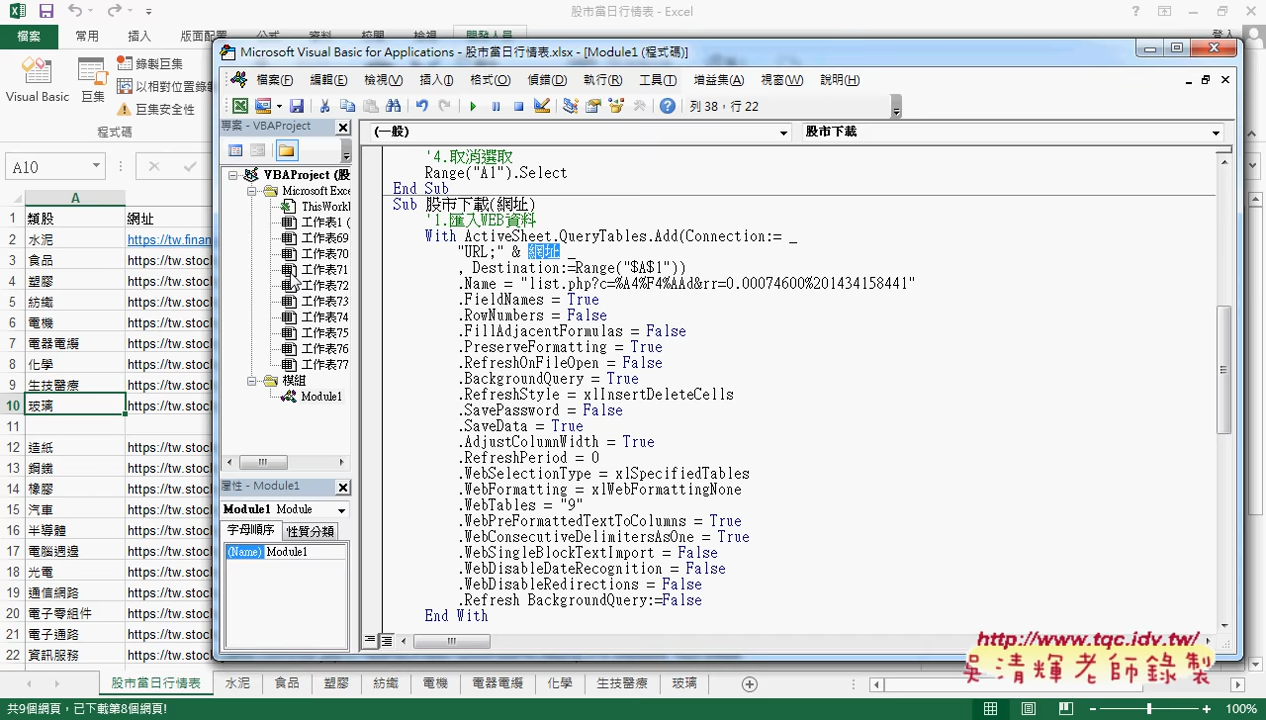 股市當日行情表 - Excel
檔案
常用
插入
版面配置
公式
資料
校閱
檢視
開發人員
登入
Microsoft Visual Basic for Applications - 股市當日行情表.xlsx - [Module1 (程式碼)]
檔案(F) 編輯(E) 檢視(V) 插入(I) 格式(O) 偵錯(D) 執行(R) 工具(T) 增益集(A) 視窗(W) 說明(H)
列 38，行 22
Visual Basic
巨集
錄製巨集
以相對位置錄製
巨集安全性
程式碼
專案 - VBAProject
(一般)
股市下載
A10
VBAProject (股
Microsoft Exce
ThisWorkb
工作表1 (
工作表69
工作表70
工作表71
工作表72
工作表73
工作表74
工作表75
工作表76
工作表77
模組
Module1
屬性 - Module1
Module1 Module
字母順序 性質分類
(Name) Module1
'4.取消選取
Range("A1").Select
End Sub
Sub 股市下載(網址)
'1.匯入WEB資料
With ActiveSheet.QueryTables.Add(Connection:= _
"URL;" & 網址
, Destination:=Range("$A$1"))
.Name = "list.php?c=%A4%F4%AAd&rr=0.00074600%201434158441"
.FieldNames = True
.RowNumbers = False
.FillAdjacentFormulas = False
.PreserveFormatting = True
.RefreshOnFileOpen = False
.BackgroundQuery = True
.RefreshStyle = xlInsertDeleteCells
.SavePassword = False
.SaveData = True
.AdjustColumnWidth = True
.RefreshPeriod = 0
.WebSelectionType = xlSpecifiedTables
.WebFormatting = xlWebFormattingNone
.WebTables = "9"
.WebPreFormattedTextToColumns = True
.WebConsecutiveDelimitersAsOne = True
.WebSingleBlockTextImport = False
.WebDisableDateRecognition = False
.WebDisableRedirections = False
.Refresh BackgroundQuery:=False
End With
A
1 類股 網址
2 水泥 https://tw.finan
3 食品 https://tw.stoc
4 塑膠 https://tw.stoc
5 紡織 https://tw.stoc
6 電機 https://tw.stoc
7 電器電纜 https://tw.stoc
8 化學 https://tw.stoc
9 生技醫療 https://tw.stoc
10 玻璃 https://tw.stoc
11
12 造紙 https://tw.stoc
13 鋼鐵 https://tw.stoc
14 橡膠 https://tw.stoc
15 汽車 https://tw.stoc
16 半導體 https://tw.stoc
17 電腦週邊 https://tw.stoc
18 光電 https://tw.stoc
19 通信網路 https://tw.stoc
20 電子零組件 https://tw.stoc
21 電子通路 https://tw.stoc
22 資訊服務
http://www.tqc.idv.tw/
吳清輝老師錄製
股市當日行情表 水泥 食品 塑膠 紡織 電機 電器電纜 化學 生技醫療 玻璃
共9個網頁，已下載第8個網頁!
100%